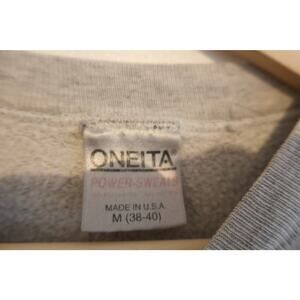 ONEITA
POWER-SWEATS
MADE IN U.S.A.
M (38-40)